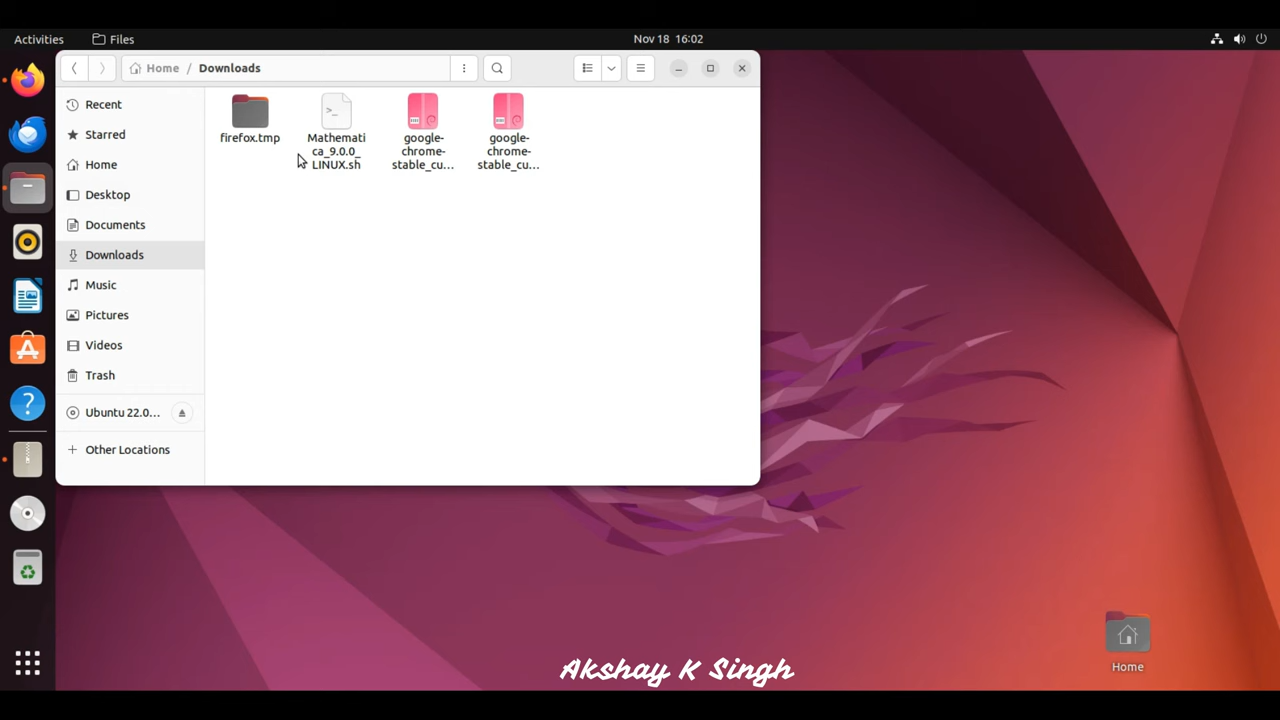 Activities
Files
Nov 18 16:02
Home / Downloads
Recent
Starred
Home
Desktop
Documents
Downloads
Music
Pictures
Videos
Trash
Ubuntu 22.0...
Other Locations
firefox.tmp
Mathemati
ca_9.0.0_
LINUX.sh
google-
chrome-
stable_cu...
google-
chrome-
stable_cu...
Home
Akshay K Singh